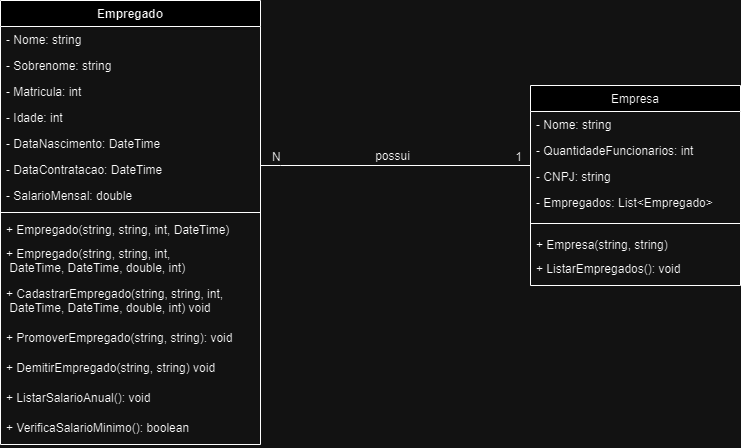 Empregado
- Nome: string
- Sobrenome: string
- Matricula: int
- Idade: int
- DataNascimento: DateTime
- DataContratacao: DateTime
- SalarioMensal: double
+ Empregado(string, string, int, DateTime)
+ Empregado(string, string, int,
DateTime, DateTime, double, int)
+ CadastrarEmpregado(string, string, int,
DateTime, DateTime, double, int) void
+ PromoverEmpregado(string, string): void
+ DemitirEmpregado(string, string) void
+ ListarSalarioAnual(): void
+ VerificaSalarioMinimo(): boolean
N
possui
1
Empresa
- Nome: string
- QuantidadeFuncionarios: int
- CNPJ: string
- Empregados: List<Empregado>
+ Empresa(string, string)
+ ListarEmpregados(): void